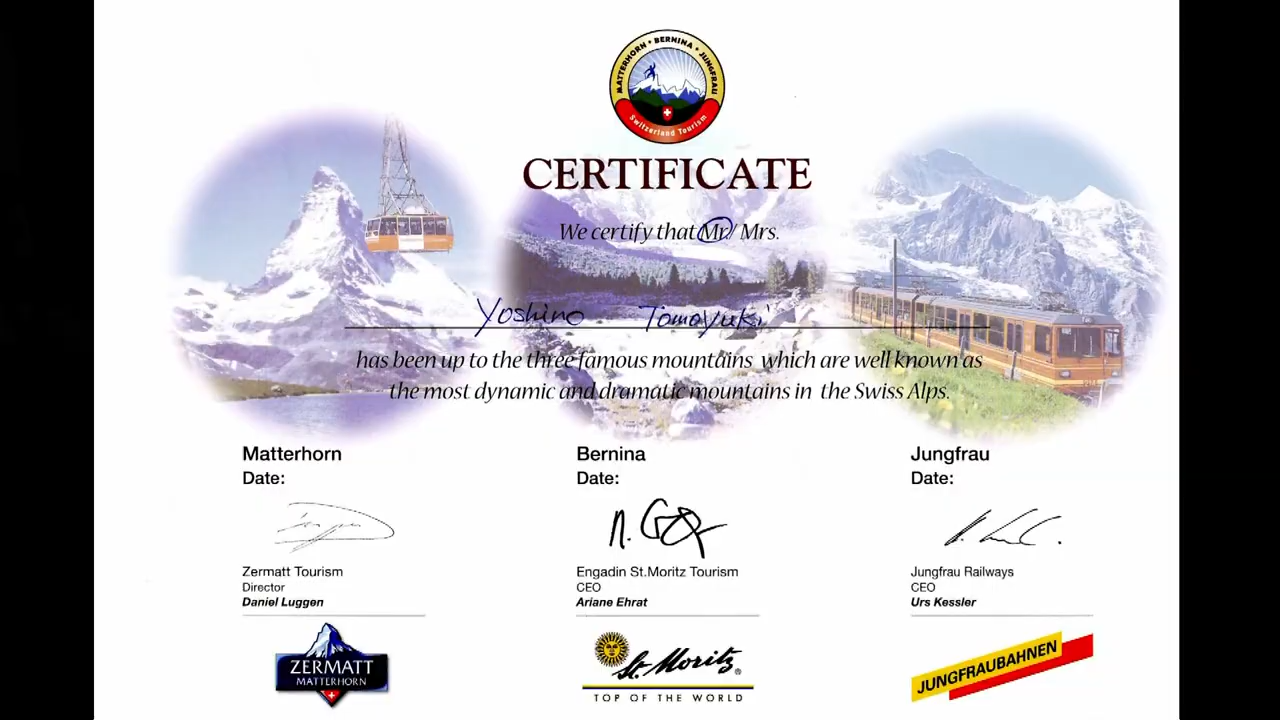 MATTERHORN • BERNINA • JUNGFRAU
Switzerland Tourism
CERTIFICATE
We certify that Mr./ Mrs.
Yoshino Tomoyuki
has been up to the three famous mountains which are well known as
the most dynamic and dramatic mountains in the Swiss Alps.
Matterhorn
Date:
Zermatt Tourism
Director
Daniel Luggen
ZERMATT
MATTERHORN
Bernina
Date:
Engadin St.Moritz Tourism
CEO
Ariane Ehrat
St. Moritz®
TOP OF THE WORLD
Jungfrau
Date:
Jungfrau Railways
CEO
Urs Kessler
JUNGFRAUBAHNEN